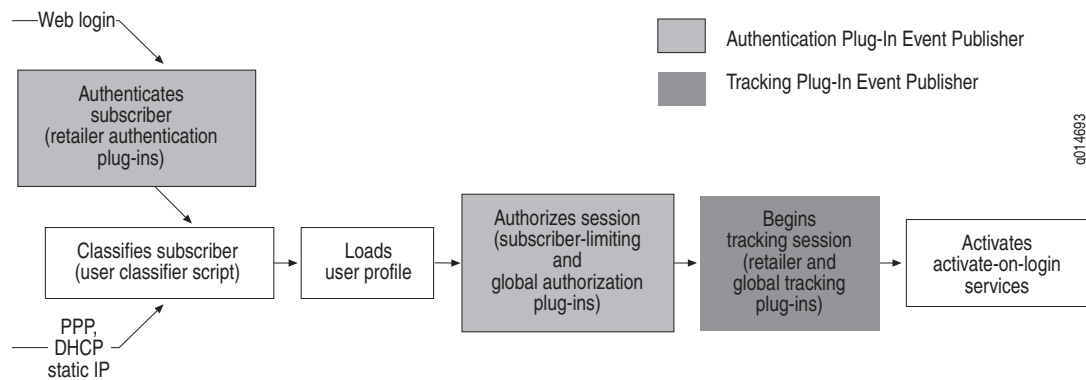 Web login
Authentication Plug-In Event Publisher
Tracking Plug-In Event Publisher
g014693
Authenticates
subscriber
(retailer authentication
plug-ins)
Classifies subscriber
(user classifier script)
Loads
user profile
Authorizes session
(subscriber-limiting
and
global authorization
plug-ins)
Begins
tracking session
(retailer and
global tracking
plug-ins)
Activates
activate-on-login
services
PPP,
DHCP
static IP